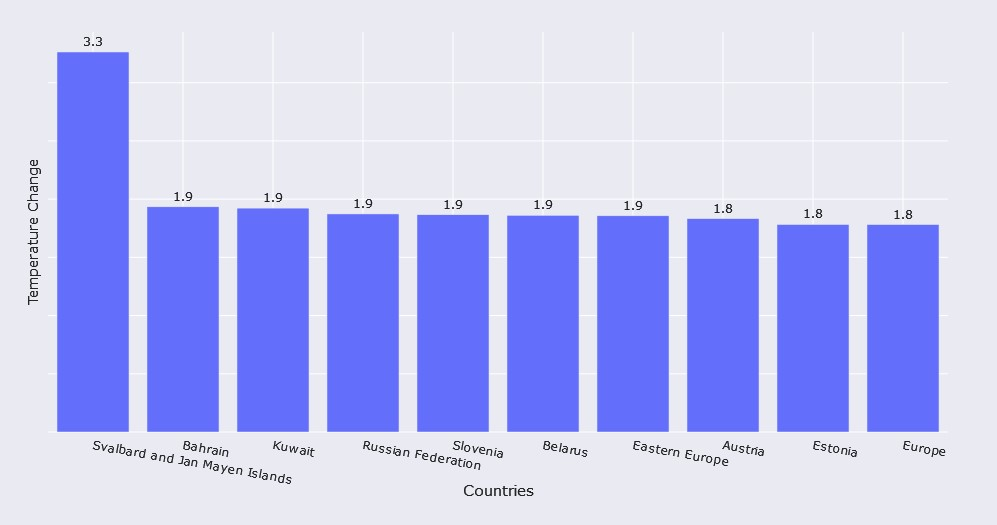 3.3
1.9
1.9
1.9
1.9
1.9
1.9
1.8
1.8
1.8
Temperature Change
Svalbard and Jan Mayen Islands
Bahrain
Kuwait
Russian Federation
Slovenia
Belarus
Eastern Europe
Austria
Estonia
Europe
Countries